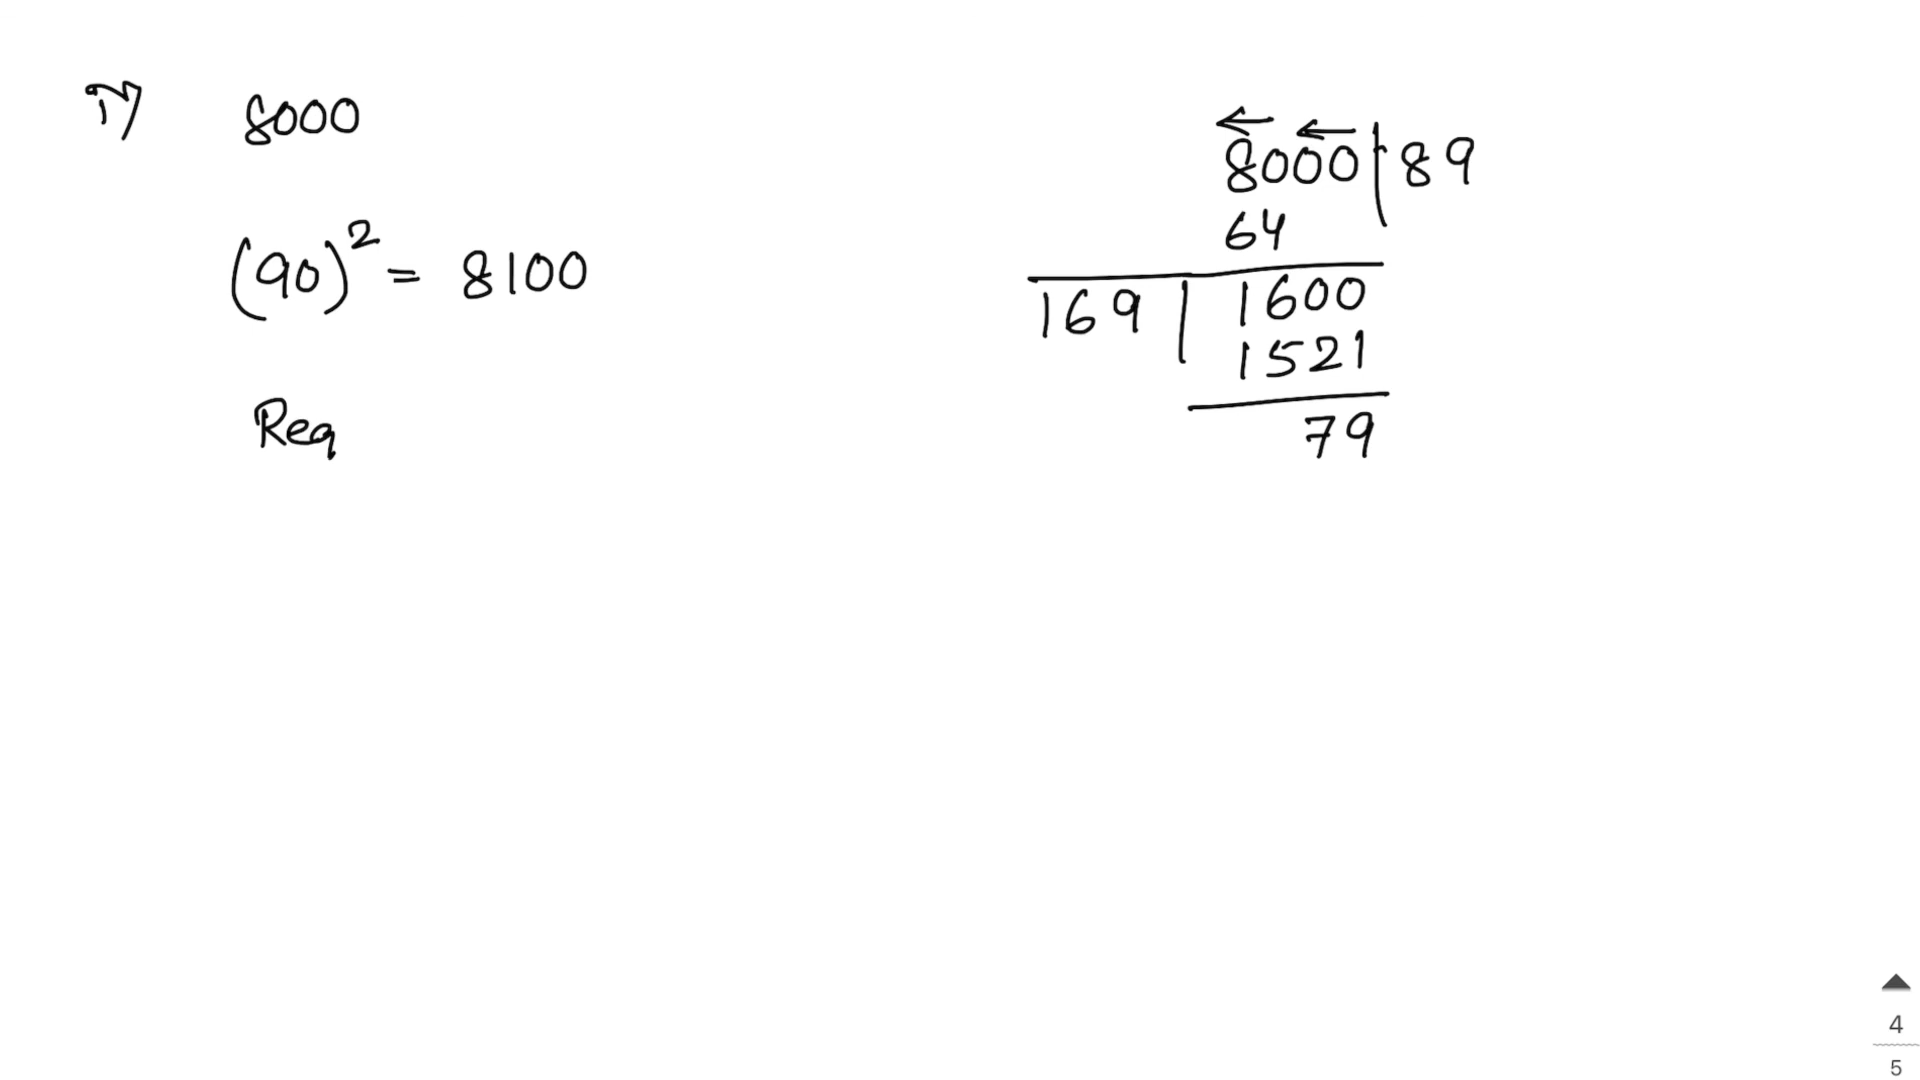 i)
8000
(90)² = 8100
Req
8000 | 89
64
169 | 1600
1521
79
4
5